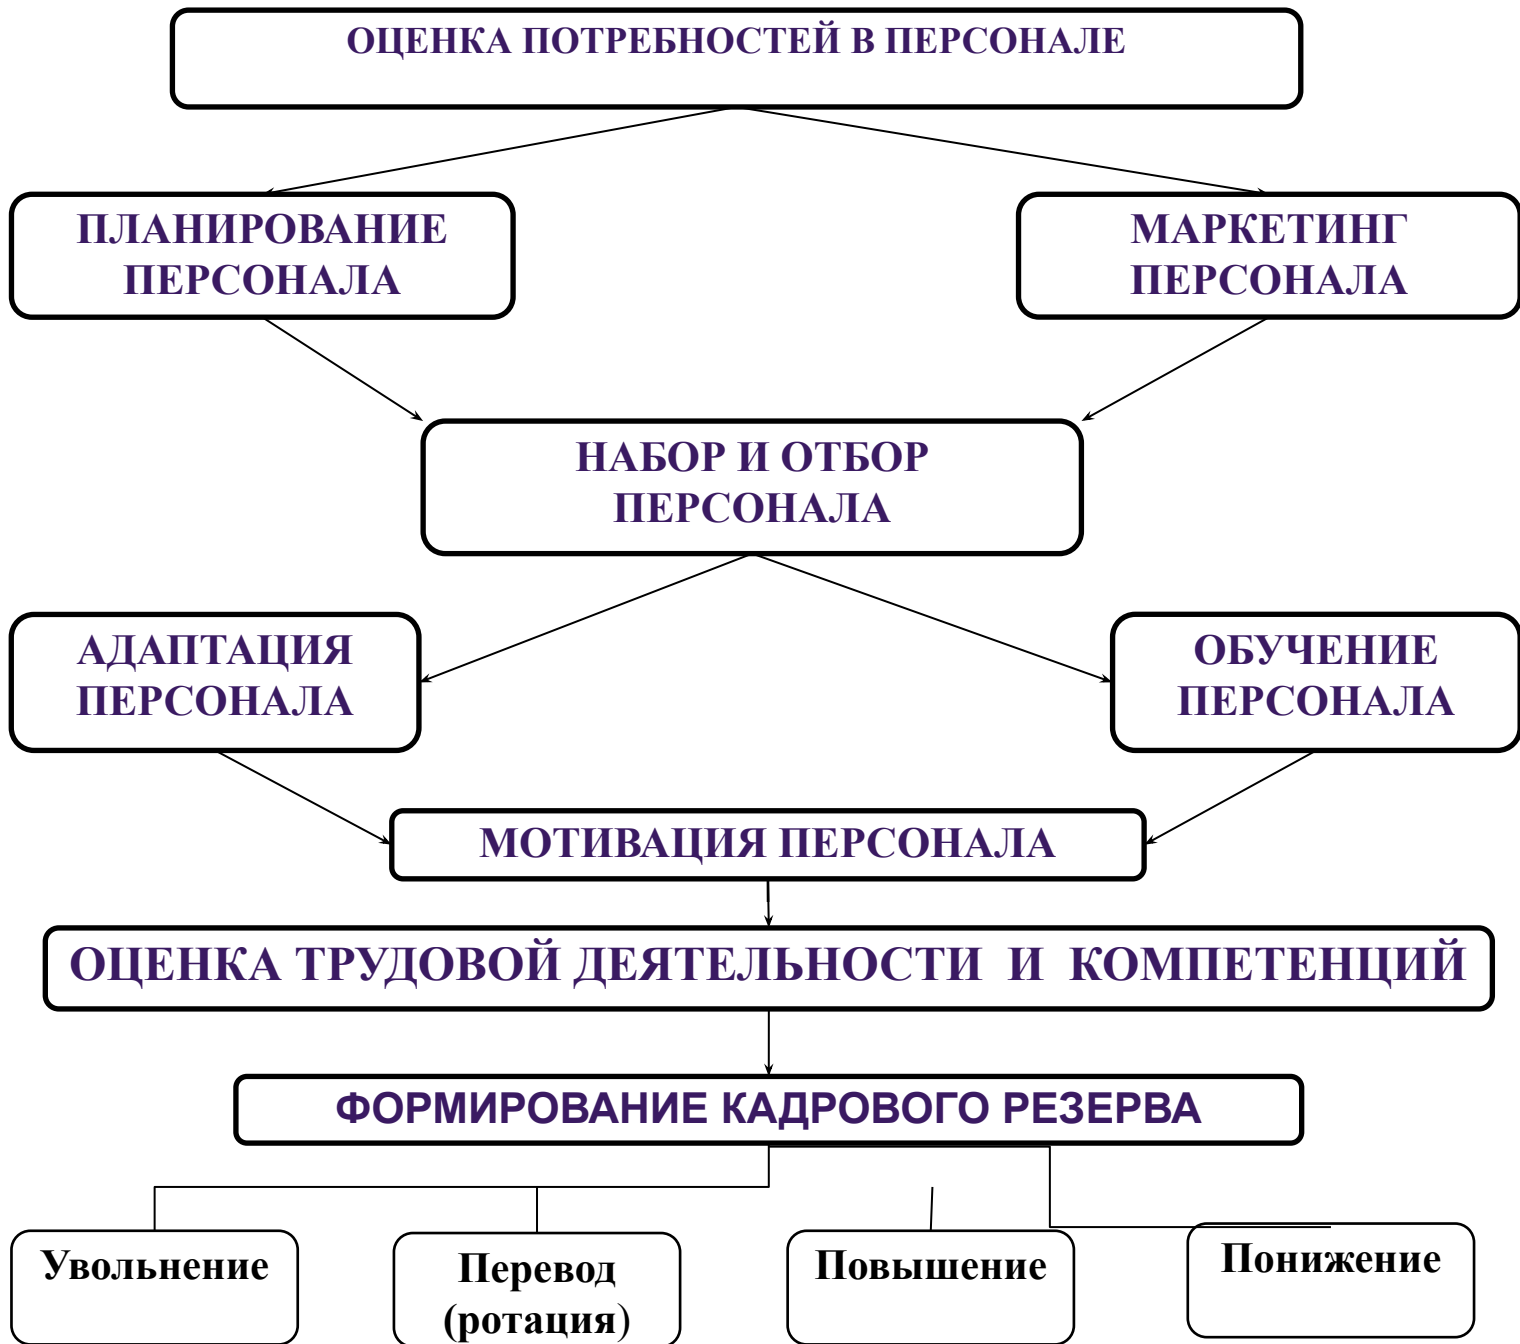 ОЦЕНКА ПОТРЕБНОСТЕЙ В ПЕРСОНАЛЕ
ПЛАНИРОВАНИЕ
ПЕРСОНАЛА
МАРКЕТИНГ
ПЕРСОНАЛА
НАБОР И ОТБОР
ПЕРСОНАЛА
АДАПТАЦИЯ
ПЕРСОНАЛА
ОБУЧЕНИЕ
ПЕРСОНАЛА
МОТИВАЦИЯ ПЕРСОНАЛА
ОЦЕНКА ТРУДОВОЙ ДЕЯТЕЛЬНОСТИ И КОМПЕТЕНЦИЙ
ФОРМИРОВАНИЕ КАДРОВОГО РЕЗЕРВА
Увольнение
Перевод
(ротация)
Повышение
Понижение